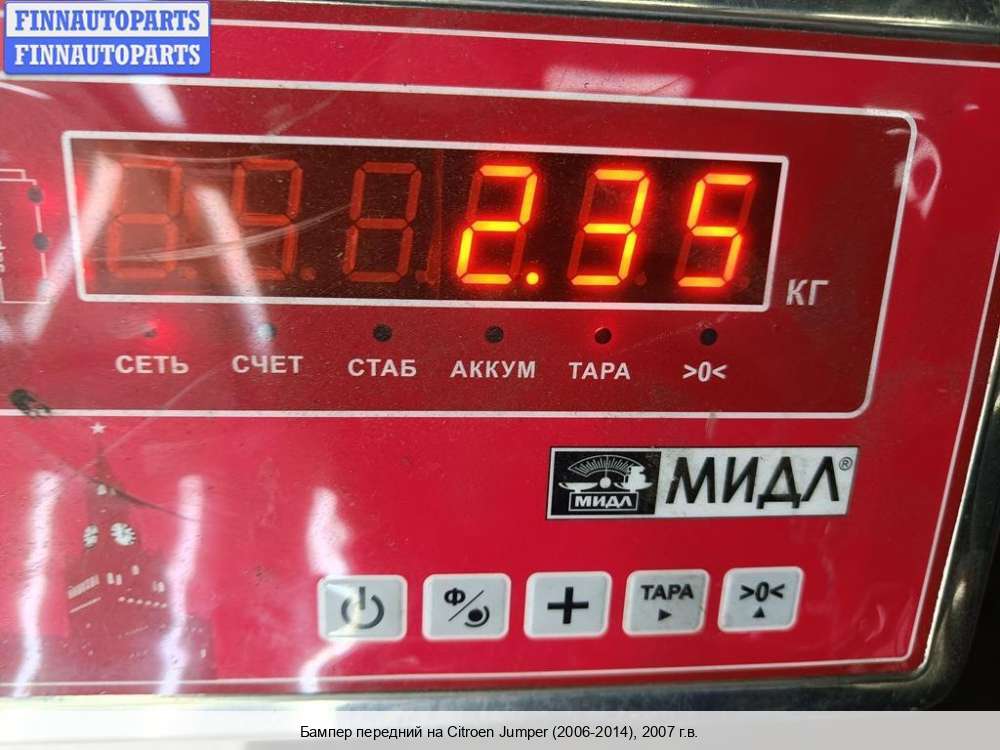 FINNAUTOPARTS
FINNAUTOPARTS
2.35
КГ
СЕТЬ СЧЕТ СТАБ АККУМ ТАРА >0<
МИДЛ МИДЛ®
Ф/ + ТАРА >0<
Бампер передний на Citroen Jumper (2006-2014), 2007 г.в.